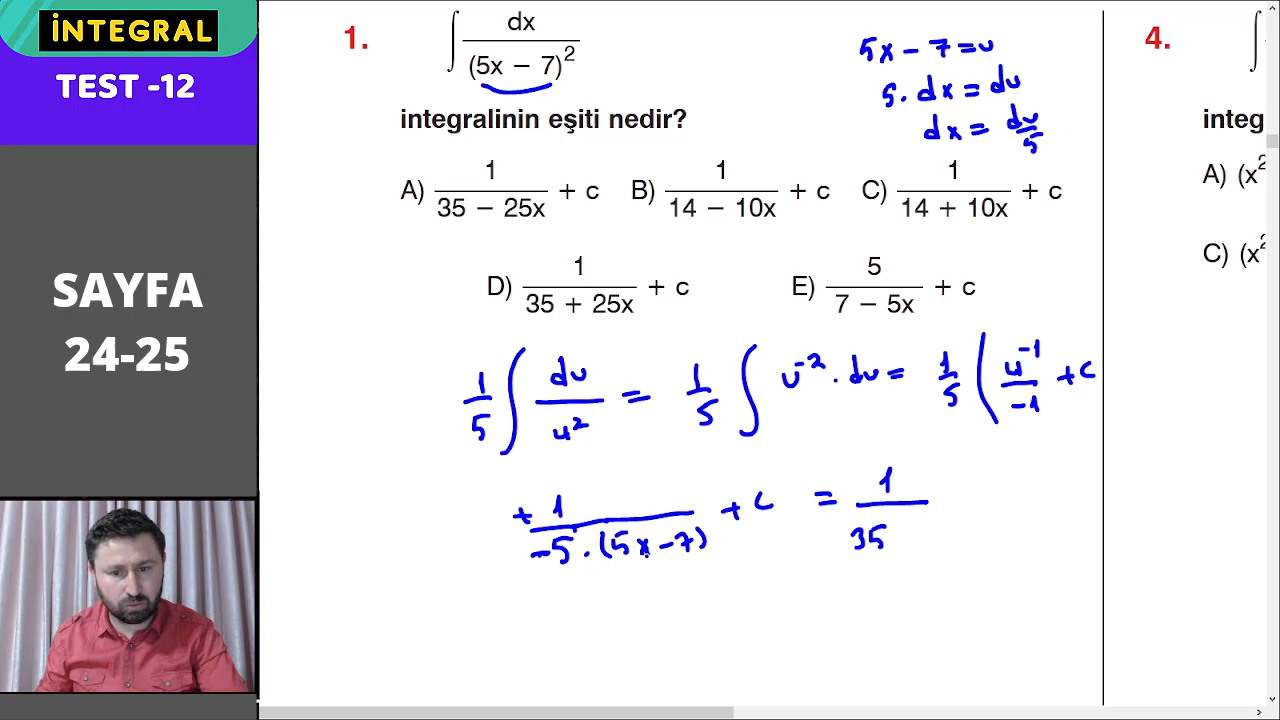 İNTEGRAL
TEST -12
SAYFA
24-25
1. ∫ dx / (5x − 7)²
integralinin eşiti nedir?
A) 1 / (35 − 25x) + c B) 1 / (14 − 10x) + c C) 1 / (14 + 10x) + c
D) 1 / (35 + 25x) + c E) 5 / (7 − 5x) + c
5x − 7 = u
5. dx = du
dx = du/5
1/5 ∫ du/u² = 1/5 ∫ u⁻² . du = 1/5 ( u⁻¹/−1 + c
+ 1 / −5 . (5x − 7) + c = 1 / 35
4. ∫
integ
A) (x²
C) (x²